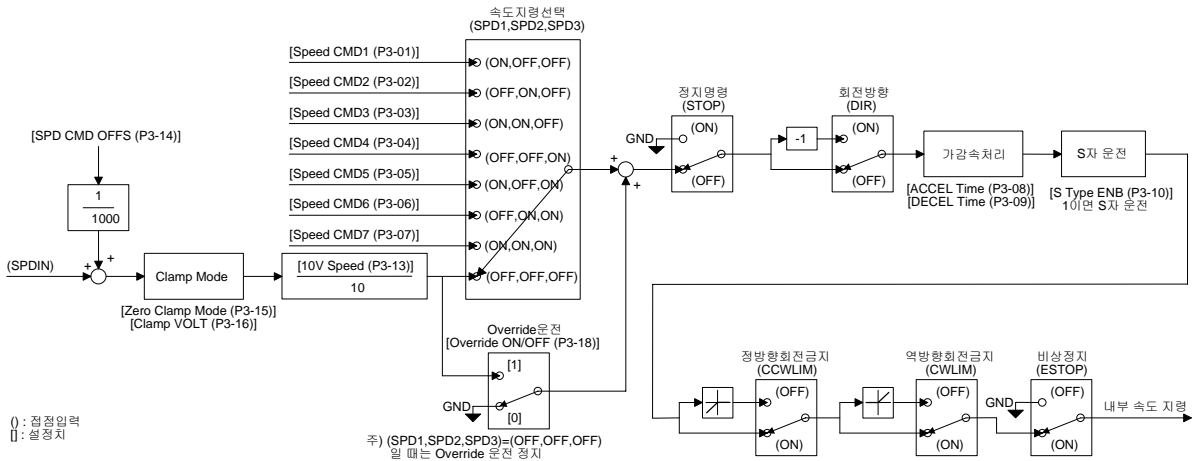 속도지령선택
(SPD1,SPD2,SPD3)
[Speed CMD1 (P3-01)]
(ON,OFF,OFF)
[Speed CMD2 (P3-02)]
(OFF,ON,OFF)
[Speed CMD3 (P3-03)]
(ON,ON,OFF)
[Speed CMD4 (P3-04)]
(OFF,OFF,ON)
[Speed CMD5 (P3-05)]
(ON,OFF,ON)
[Speed CMD6 (P3-06)]
(OFF,ON,ON)
[Speed CMD7 (P3-07)]
(ON,ON,ON)
(OFF,OFF,OFF)
[SPD CMD OFFS (P3-14)]
1
1000
(SPDIN)
+
+
Clamp Mode
[Zero Clamp Mode (P3-15)]
[Clamp VOLT (P3-16)]
[10V Speed (P3-13)]
10
Override운전
[Override ON/OFF (P3-18)]
[1]
GND
[0]
주) (SPD1,SPD2,SPD3)=(OFF,OFF,OFF)
일 때는 Override 운전 정지
+
+
정지명령
(STOP)
GND
(ON)
(OFF)
-1
회전방향
(DIR)
(ON)
(OFF)
가감속처리
[ACCEL Time (P3-08)]
[DECEL Time (P3-09)]
S자 운전
[S Type ENB (P3-10)]
1이면 S자 운전
정방향회전금지
(CCWLIM)
(OFF)
(ON)
역방향회전금지
(CWLIM)
(OFF)
(ON)
비상정지
(ESTOP)
GND
(OFF)
(ON)
내부 속도 지령
() : 접점입력
[] : 설정치